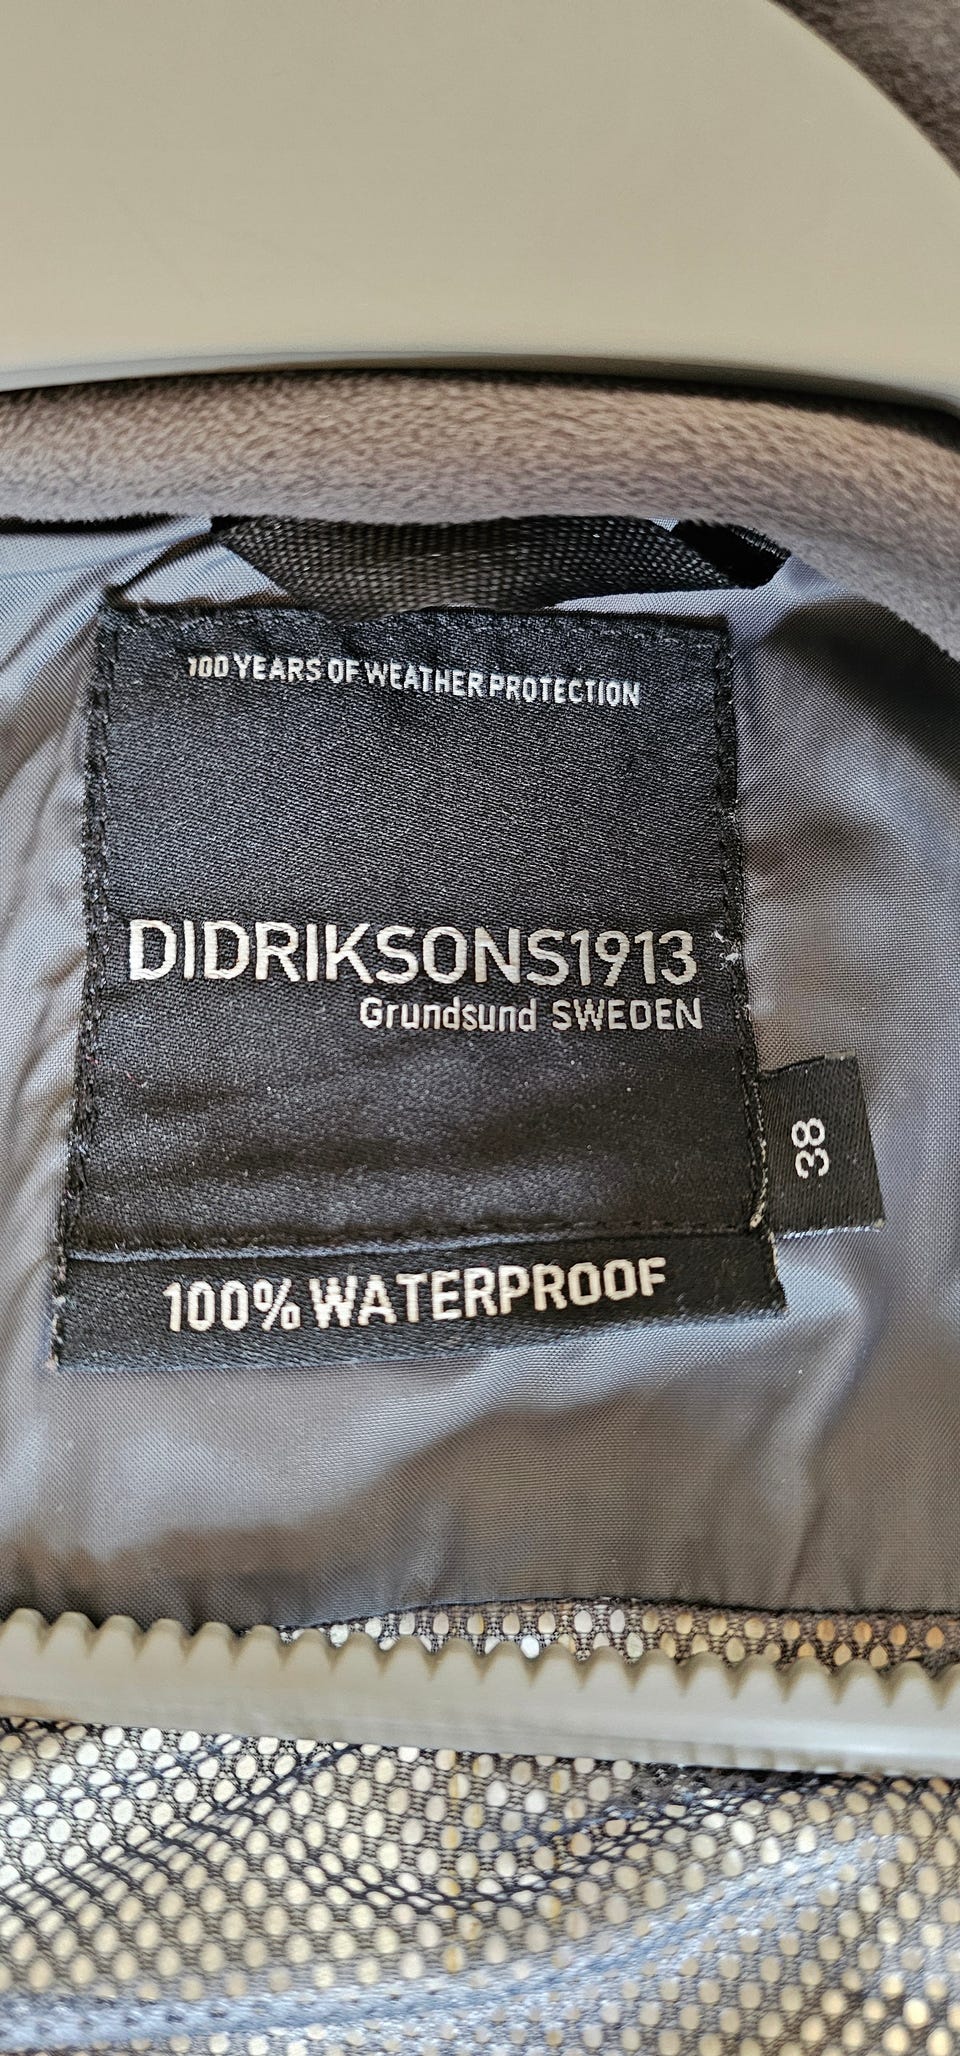 100 YEARS OF WEATHER PROTECTION
DIDRIKSONS1913
Grundsund SWEDEN
38
100% WATERPROOF